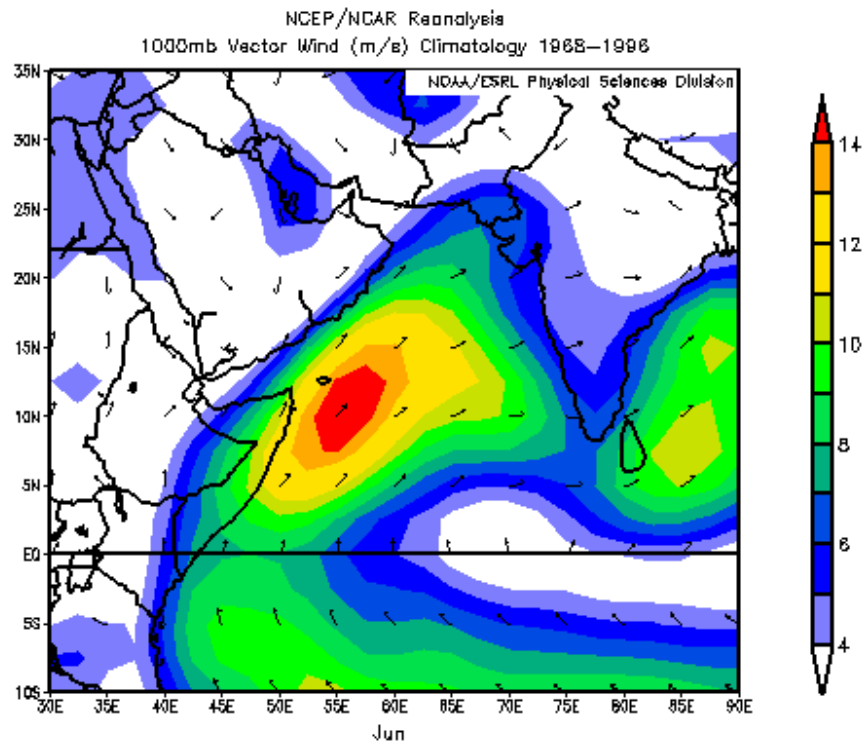 NCEP/NCAR Reanalysis
1000mb Vector Wind (m/s) Climatology 1968–1996
NOAA/ESRL Physical Sciences Division
35N
30N
25N
20N
15N
10N
5N
EQ
5S
10S
30E 35E 40E 45E 50E 55E 60E 65E 70E 75E 80E 85E 90E
Jun
14
12
10
8
6
4